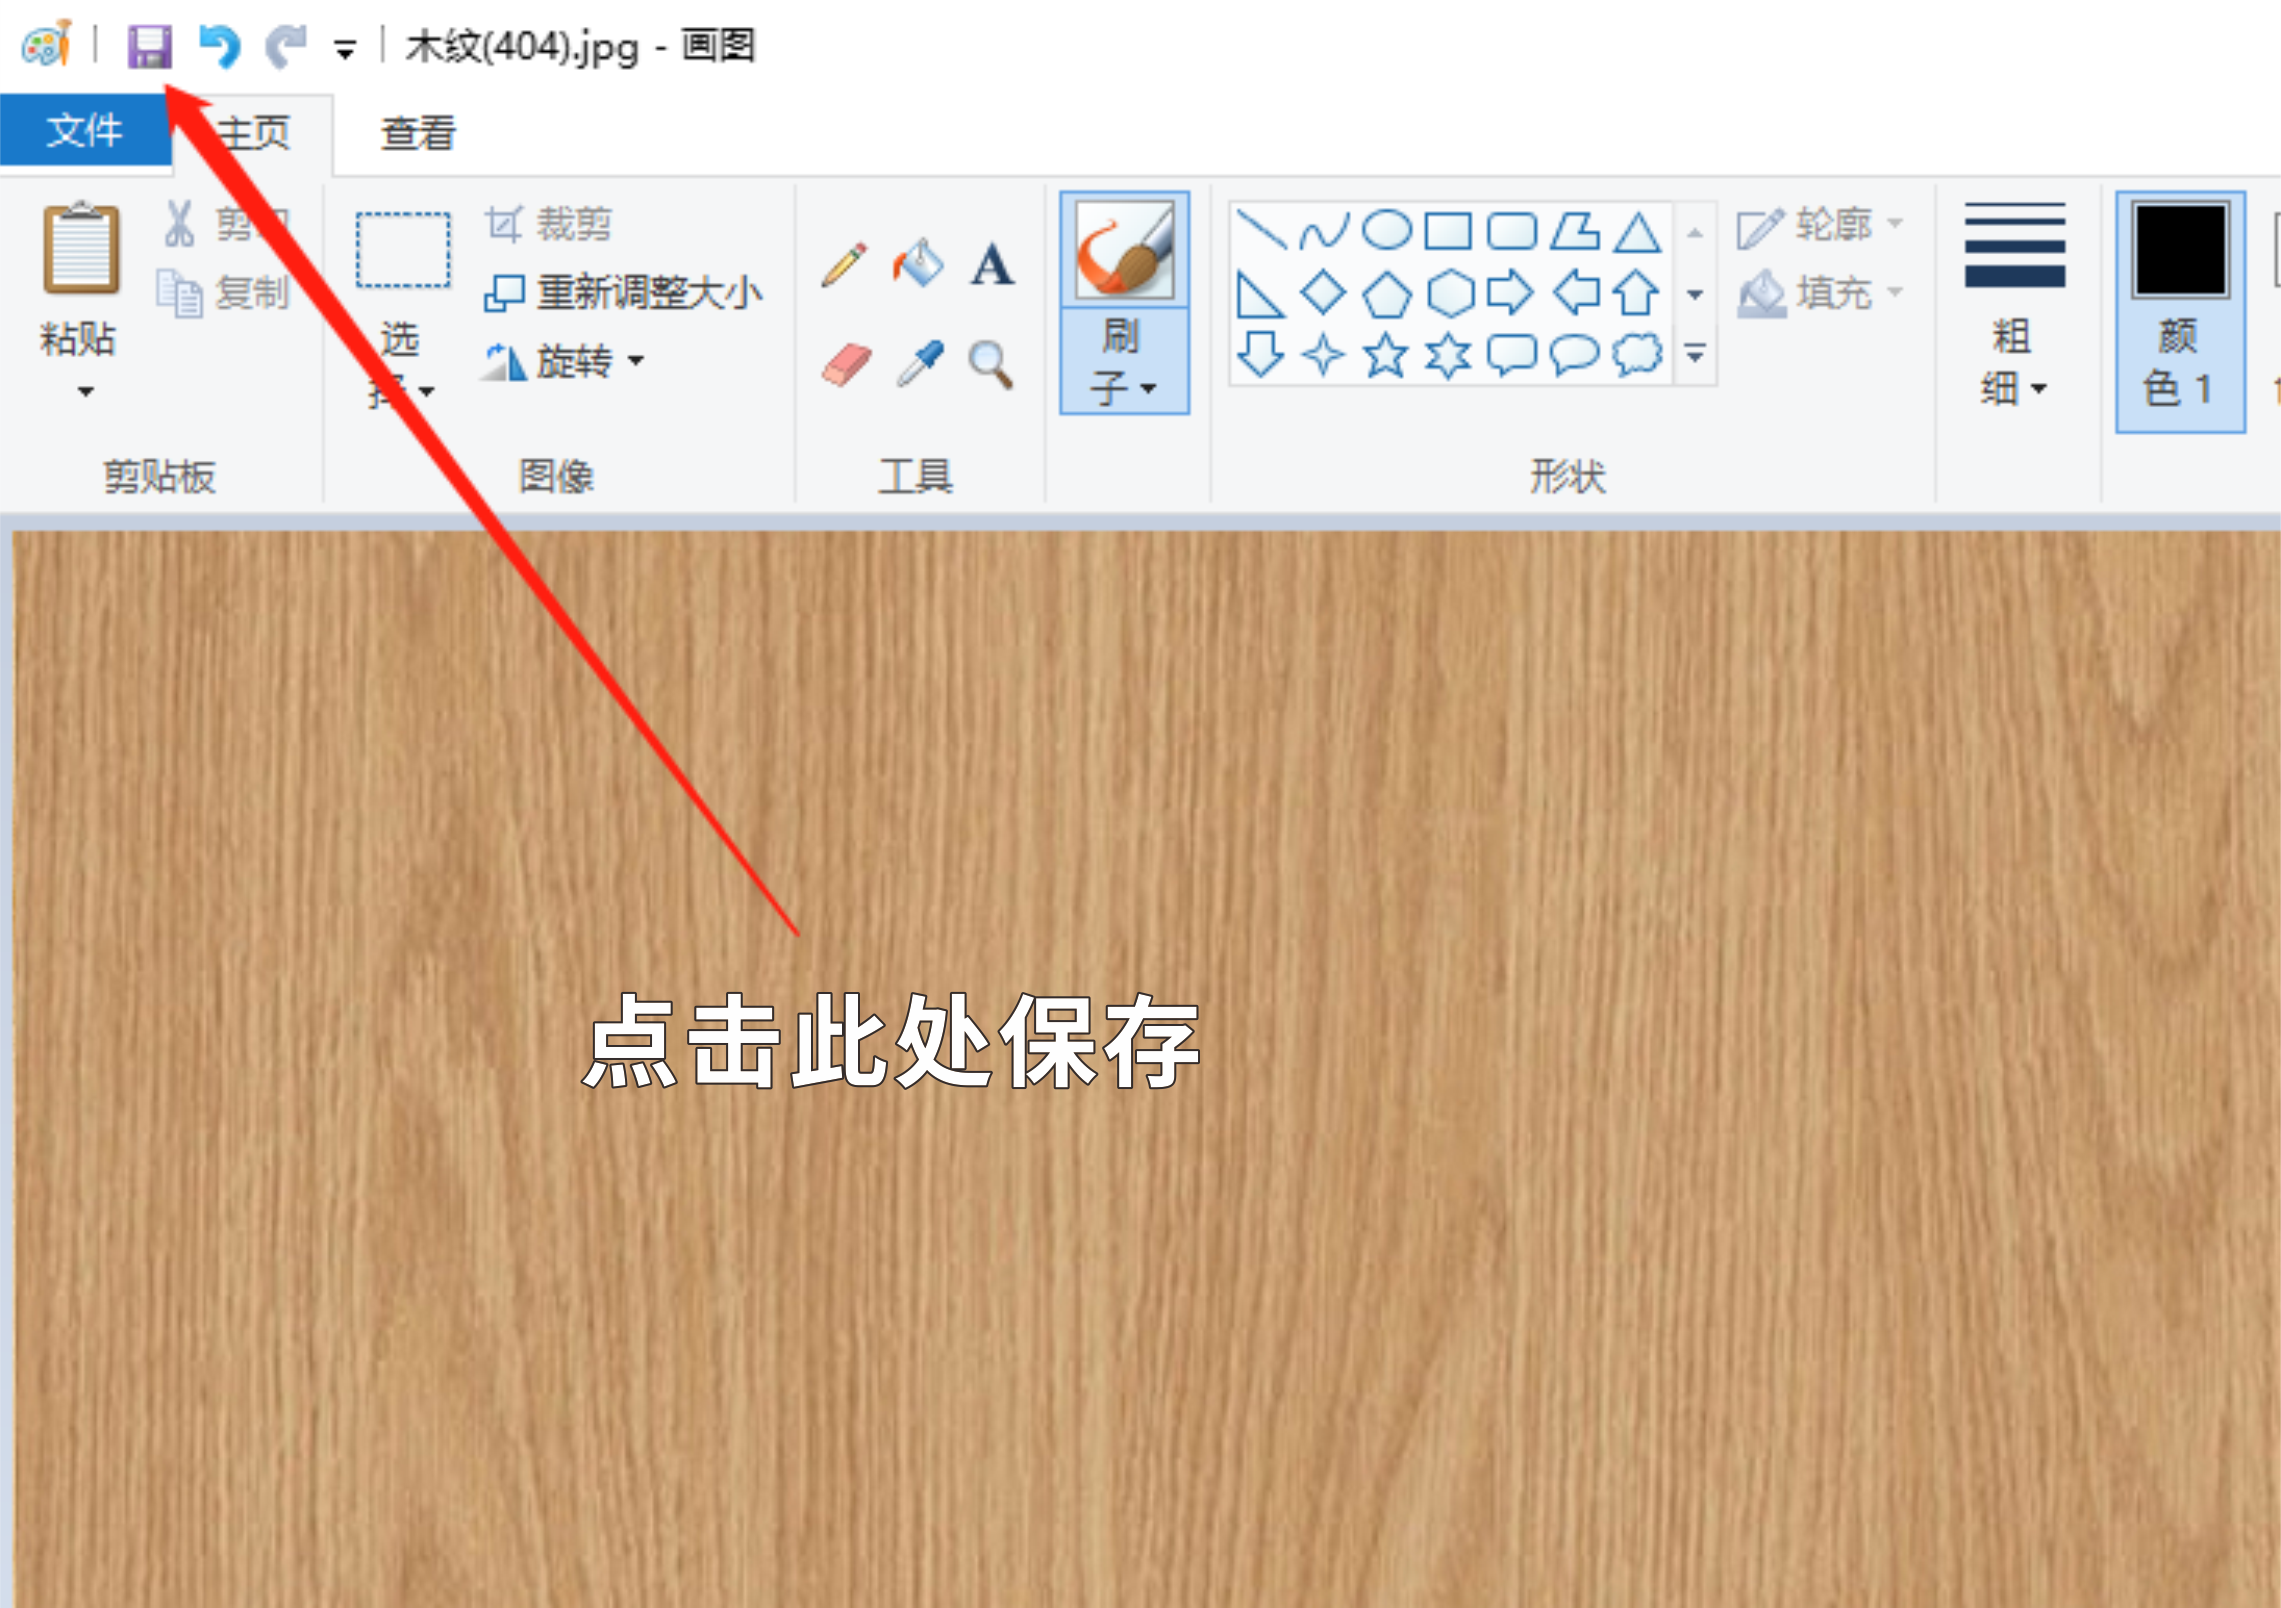 木纹(404).jpg - 画图
文件 主页 查看
剪 裁剪 轮廓
复制 重新调整大小 填充
粘贴 选 旋转 刷 粗 颜
子 细 色 1
剪贴板 图像 工具 形状
点击此处保存